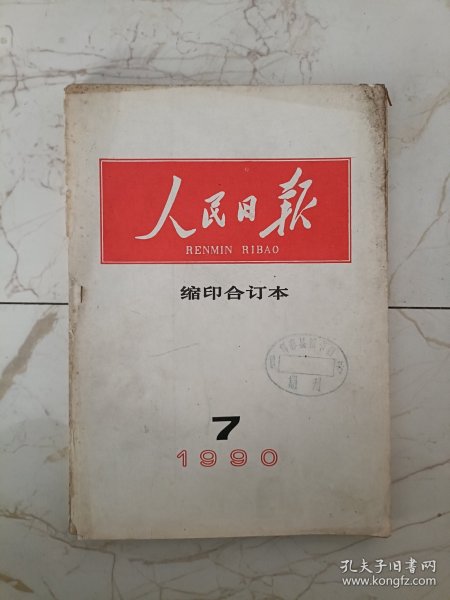 人民日报
RENMIN RIBAO
缩印合订本
7
1990
孔夫子旧书网
www.kongfz.com